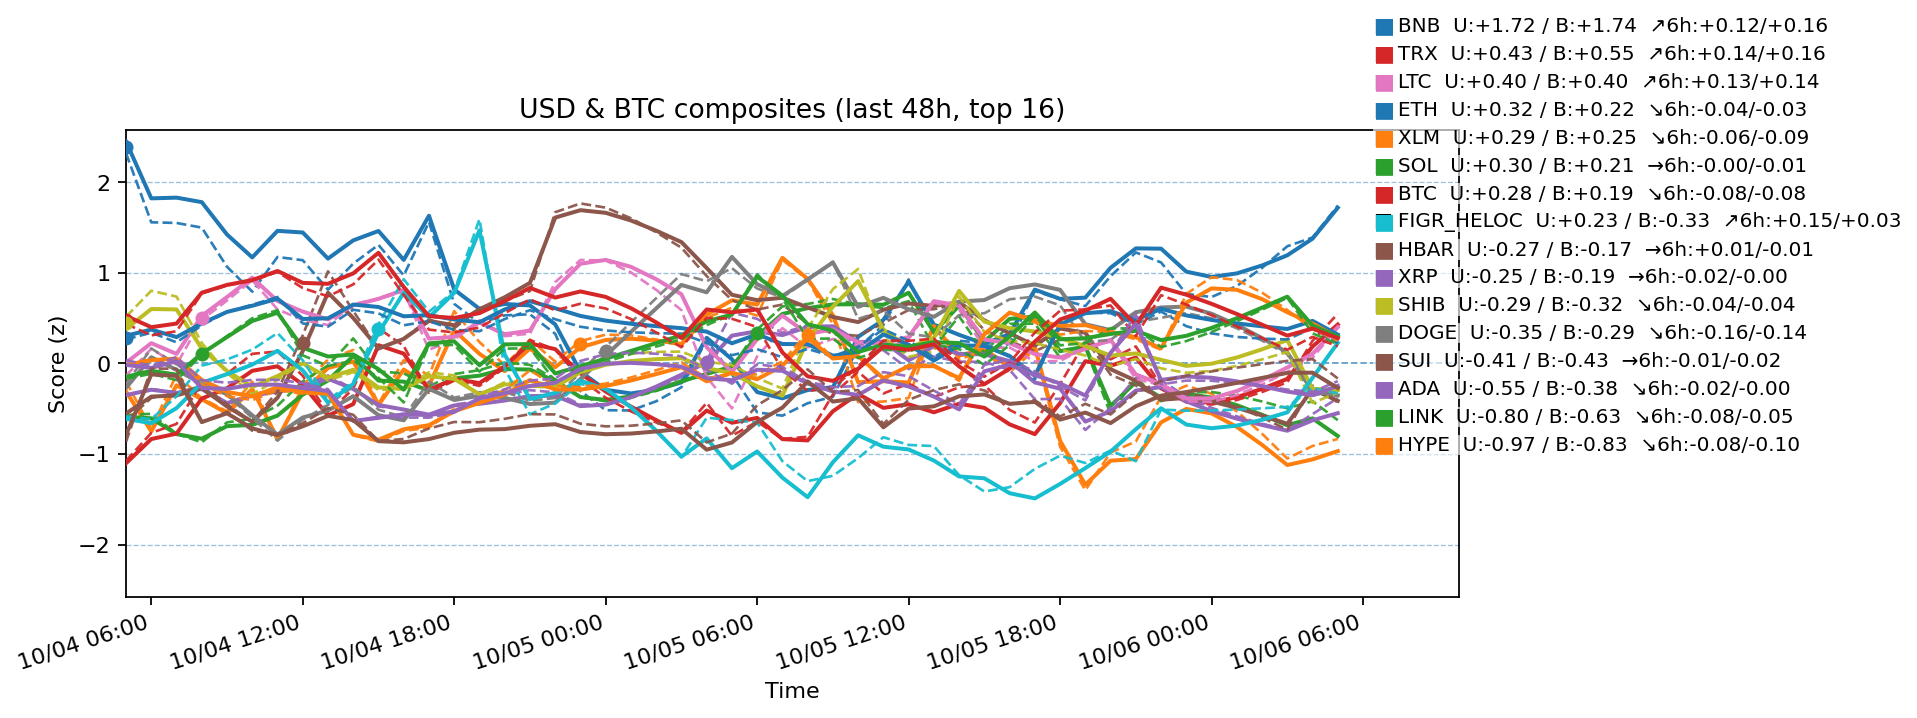 BNB  U:+1.72 / B:+1.74  ↗6h:+0.12/+0.16
TRX  U:+0.43 / B:+0.55  ↗6h:+0.14/+0.16
LTC  U:+0.40 / B:+0.40  ↗6h:+0.13/+0.14
ETH  U:+0.32 / B:+0.22  ↘6h:-0.04/-0.03
XLM  U:+0.29 / B:+0.25  ↘6h:-0.06/-0.09
SOL  U:+0.30 / B:+0.21  →6h:-0.00/-0.01
BTC  U:+0.28 / B:+0.19  ↘6h:-0.08/-0.08
FIGR_HELOC  U:+0.23 / B:-0.33  ↗6h:+0.15/+0.03
HBAR  U:-0.27 / B:-0.17  →6h:+0.01/-0.01
XRP  U:-0.25 / B:-0.19  →6h:-0.02/-0.00
SHIB  U:-0.29 / B:-0.32  ↘6h:-0.04/-0.04
DOGE  U:-0.35 / B:-0.29  ↘6h:-0.16/-0.14
SUI  U:-0.41 / B:-0.43  →6h:-0.01/-0.02
ADA  U:-0.55 / B:-0.38  ↘6h:-0.02/-0.00
LINK  U:-0.80 / B:-0.63  ↘6h:-0.08/-0.05
HYPE  U:-0.97 / B:-0.83  ↘6h:-0.08/-0.10
USD & BTC composites (last 48h, top 16)
Score (z)
2
1
0
−1
−2
10/04 06:00
10/04 12:00
10/04 18:00
10/05 00:00
10/05 06:00
10/05 12:00
10/05 18:00
10/06 00:00
10/06 06:00
Time